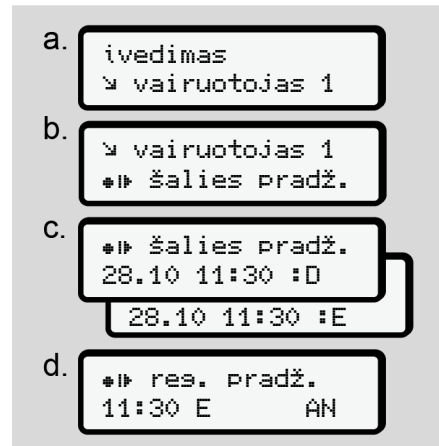 a.
ivedimas
vairuotojas 1
b.
vairuotojas 1
šalies pradž.
c.
šalies pradž.
28.10 11:30 :D
28.10 11:30 :E
d.
reg. pradž.
11:30 E AN